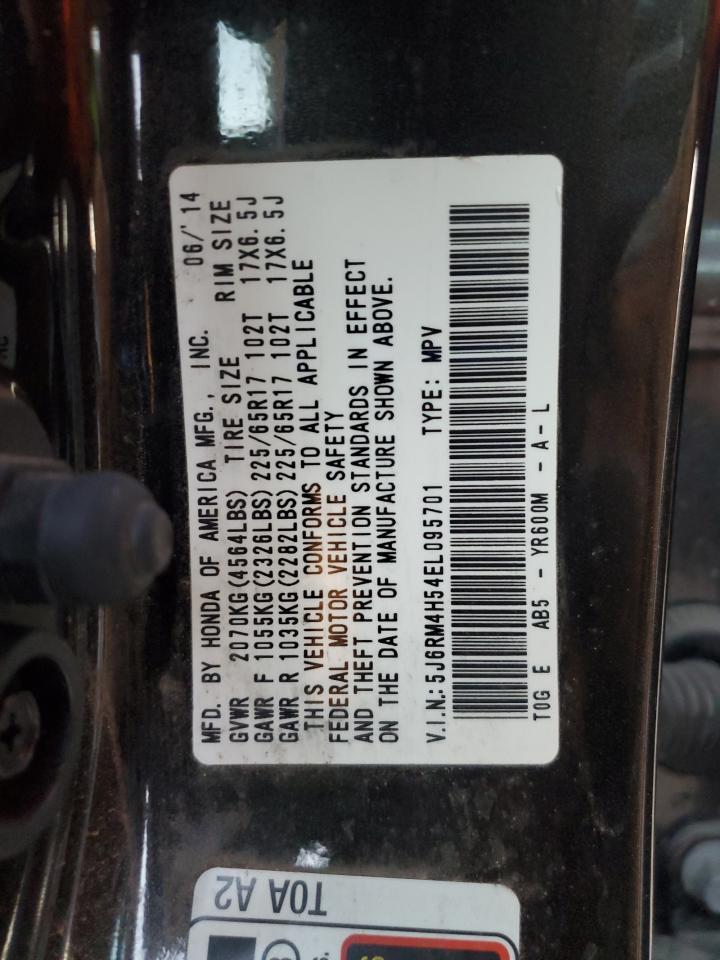 MFD. BY HONDA OF AMERICA MFG., INC. 06/'14
GVWR 2070KG(4564LBS) TIRE SIZE RIM SIZE
GAWR F 1055KG(2326LBS) 225/65R17 102T 17X6.5J
GAWR R 1035KG(2282LBS) 225/65R17 102T 17X6.5J
THIS VEHICLE CONFORMS TO ALL APPLICABLE
FEDERAL MOTOR VEHICLE SAFETY
AND THEFT PREVENTION STANDARDS IN EFFECT
ON THE DATE OF MANUFACTURE SHOWN ABOVE.
V.I.N.: 5J6RM4H54EL095701 TYPE: MPV
T0G E AB5 - YR600M - A - L
T0A A2